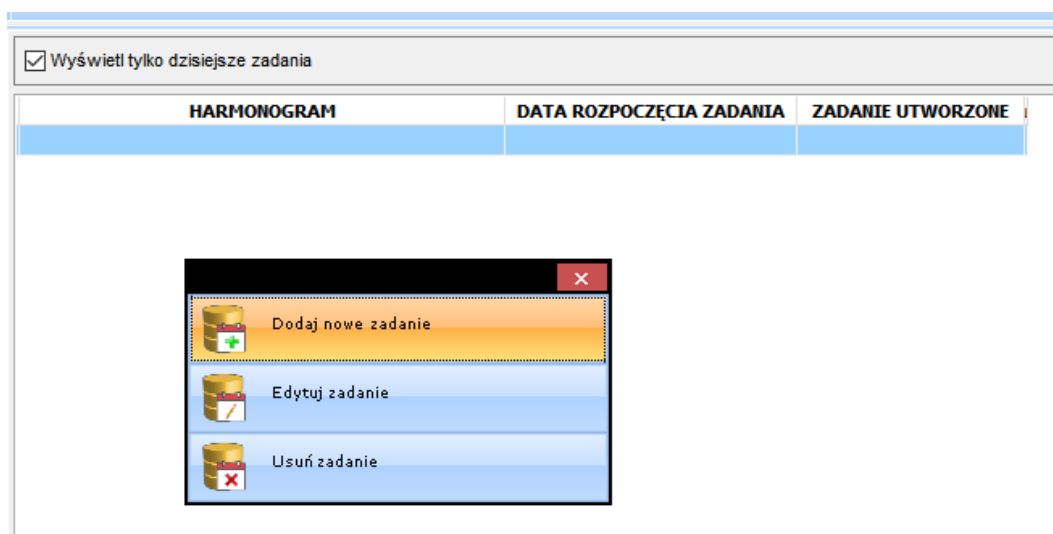 Wyświetl tylko dzisiejsze zadania
HARMONOGRAM DATA ROZPOCZĘCIA ZADANIA ZADANIE UTWORZONE
Dodaj nowe zadanie
Edytuj zadanie
Usuń zadanie